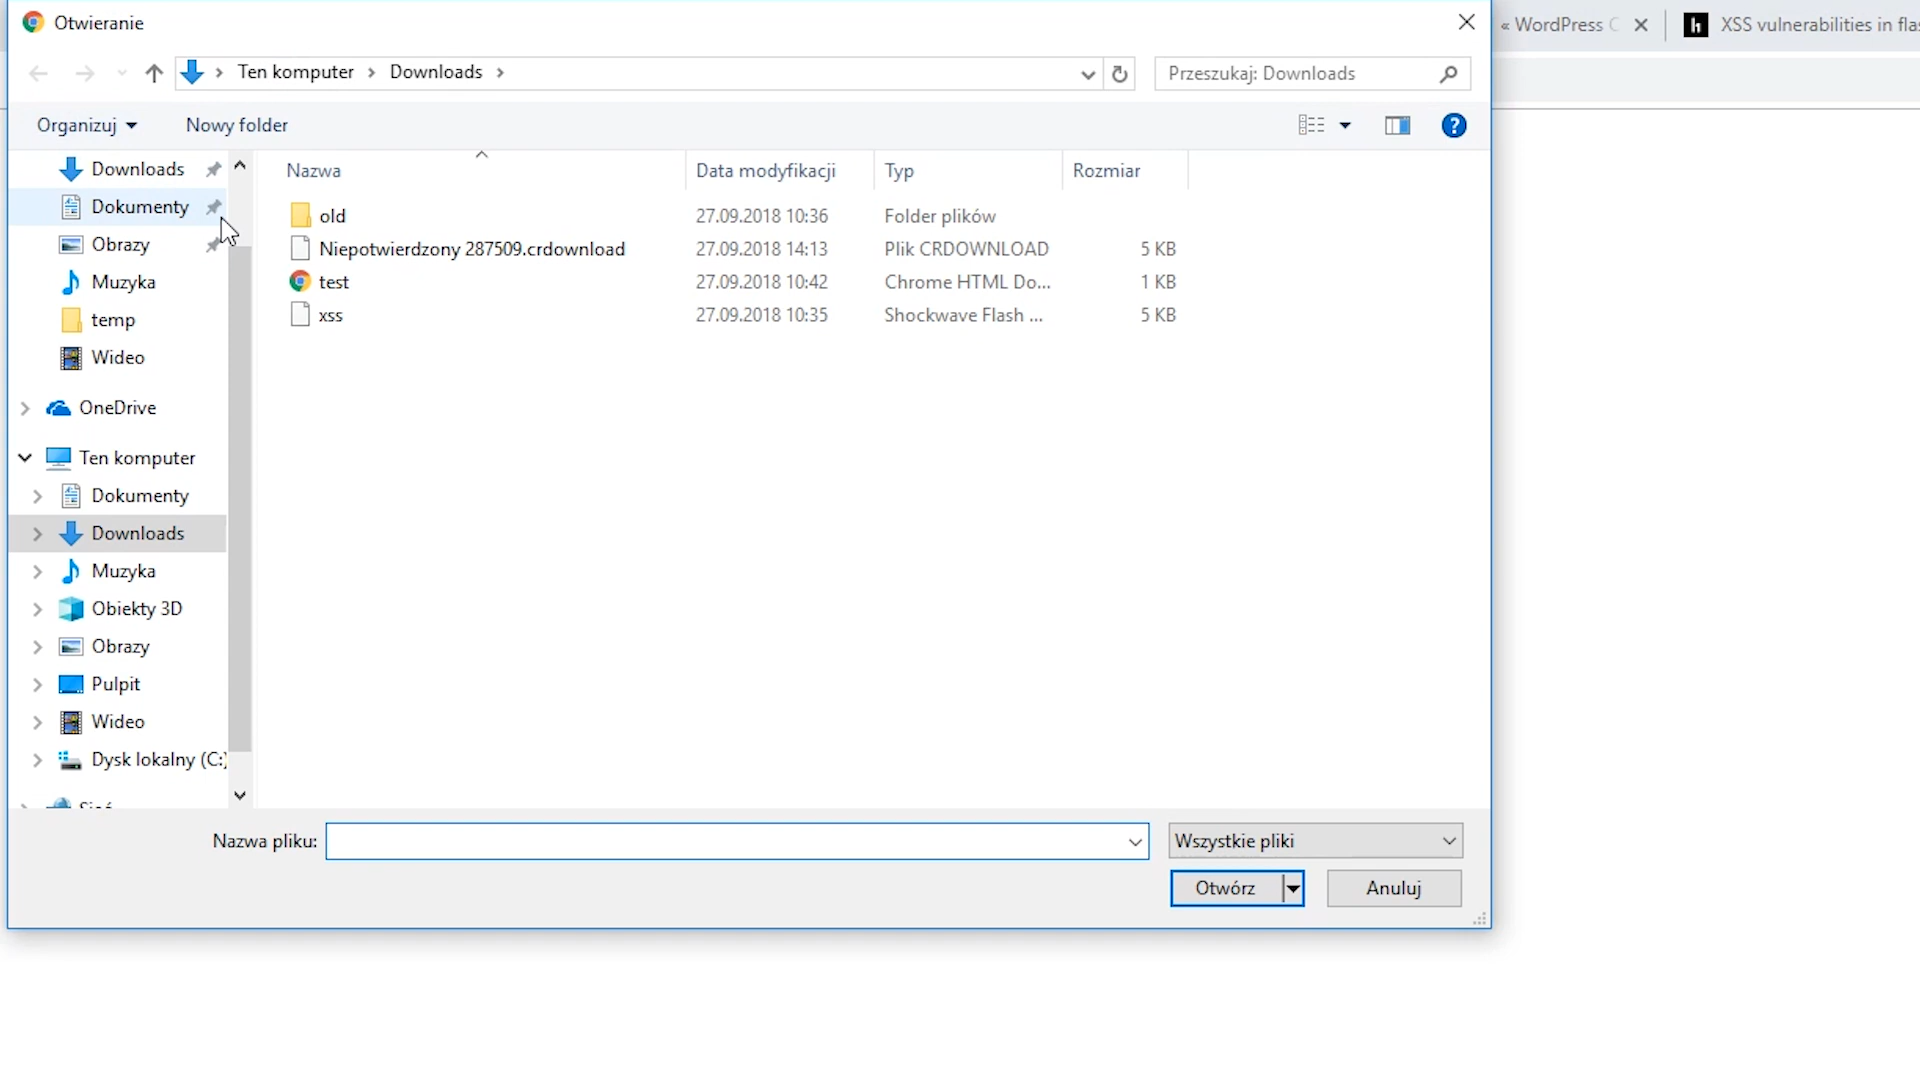 Otwieranie
« WordPress
XSS vulnerabilities in
Ten komputer
Downloads
Przeszukaj: Downloads
Organizuj
Nowy folder
Downloads
Dokumenty
Obrazy
Muzyka
temp
Wideo
OneDrive
Ten komputer
Dokumenty
Downloads
Muzyka
Obiekty 3D
Obrazy
Pulpit
Wideo
Dysk lokalny (C:)
Nazwa Data modyfikacji Typ Rozmiar
old 27.09.2018 10:36 Folder plików
Niepotwierdzony 287509.crdownload 27.09.2018 14:13 Plik CRDOWNLOAD 5 KB
test 27.09.2018 10:42 Chrome HTML Do... 1 KB
xss 27.09.2018 10:35 Shockwave Flash ... 5 KB
Nazwa pliku:
Wszystkie pliki
Otwórz
Anuluj